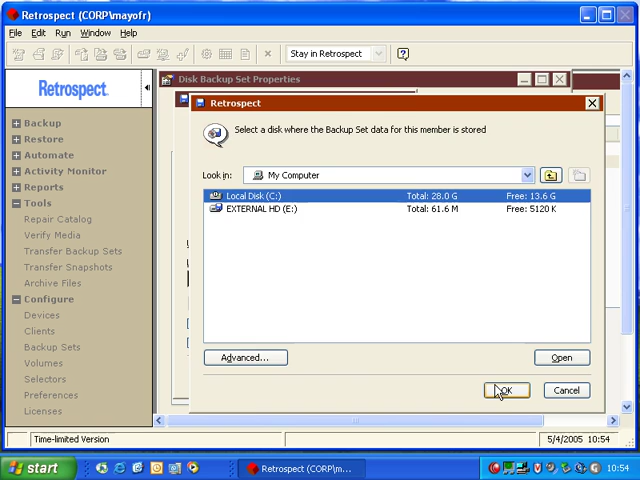 Retrospect (CORP\mayofr)
File Edit Run Window Help
Stay in Retrospect
Retrospect
Disk Backup Set Properties
Retrospect
Select a disk where the Backup Set data for this member is stored
Look in: My Computer
Local Disk (C:) Total: 28.0 G Free: 13.6 G
EXTERNAL HD (E:) Total: 61.6 M Free: 5120 K
Advanced... Open
OK Cancel
Backup
Restore
Automate
Activity Monitor
Reports
Tools
Repair Catalog
Verify Media
Transfer Backup Sets
Transfer Snapshots
Archive Files
Configure
Devices
Clients
Backup Sets
Volumes
Selectors
Preferences
Licenses
Time-limited Version 5/4/2005 10:54
start Retrospect (CORP\m... 10:54